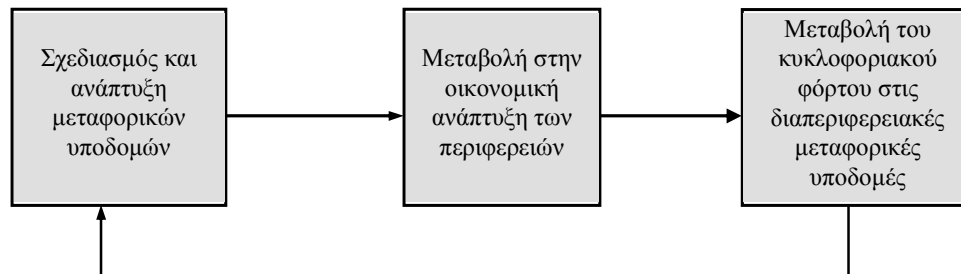 Σχεδιασμός και
ανάπτυξη
μεταφορικών
υποδομών
Μεταβολή στην
οικονομική
ανάπτυξη των
περιφερειών
Μεταβολή του
κυκλοφοριακού
φόρτου στις
διαπεριφερειακές
μεταφορικές
υποδομές